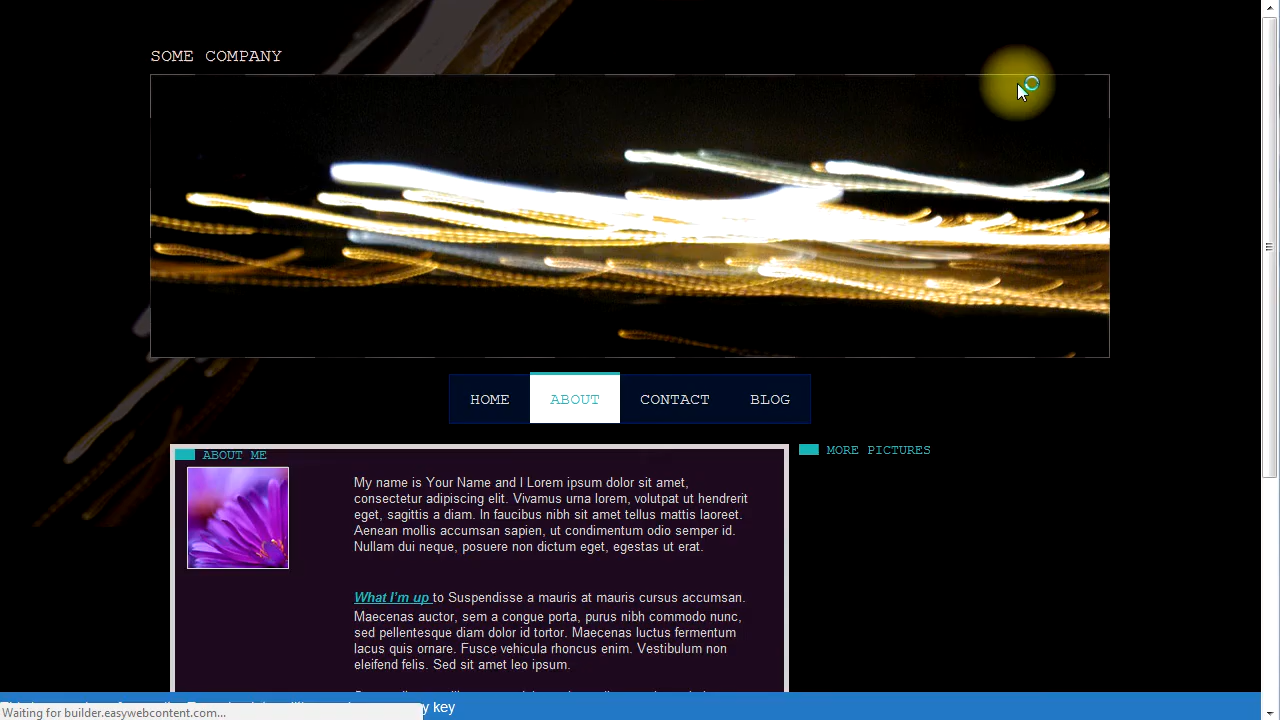 SOME COMPANY
HOME ABOUT CONTACT BLOG
ABOUT ME
MORE PICTURES
My name is Your Name and I Lorem ipsum dolor sit amet,
consectetur adipiscing elit. Vivamus urna lorem, volutpat ut hendrerit
eget, sagittis a diam. In faucibus nibh sit amet tellus mattis laoreet.
Aenean mollis accumsan sapien, ut condimentum odio semper id.
Nullam dui neque, posuere non dictum eget, egestas ut erat.
What I'm up to Suspendisse a mauris at mauris cursus accumsan.
Maecenas auctor, sem a congue porta, purus nibh commodo nunc,
sed pellentesque diam dolor id tortor. Maecenas luctus fermentum
lacus quis ornare. Fusce vehicula rhoncus enim. Vestibulum non
eleifend felis. Sed sit amet leo ipsum.
key
Waiting for builder.easywebcontent.com...